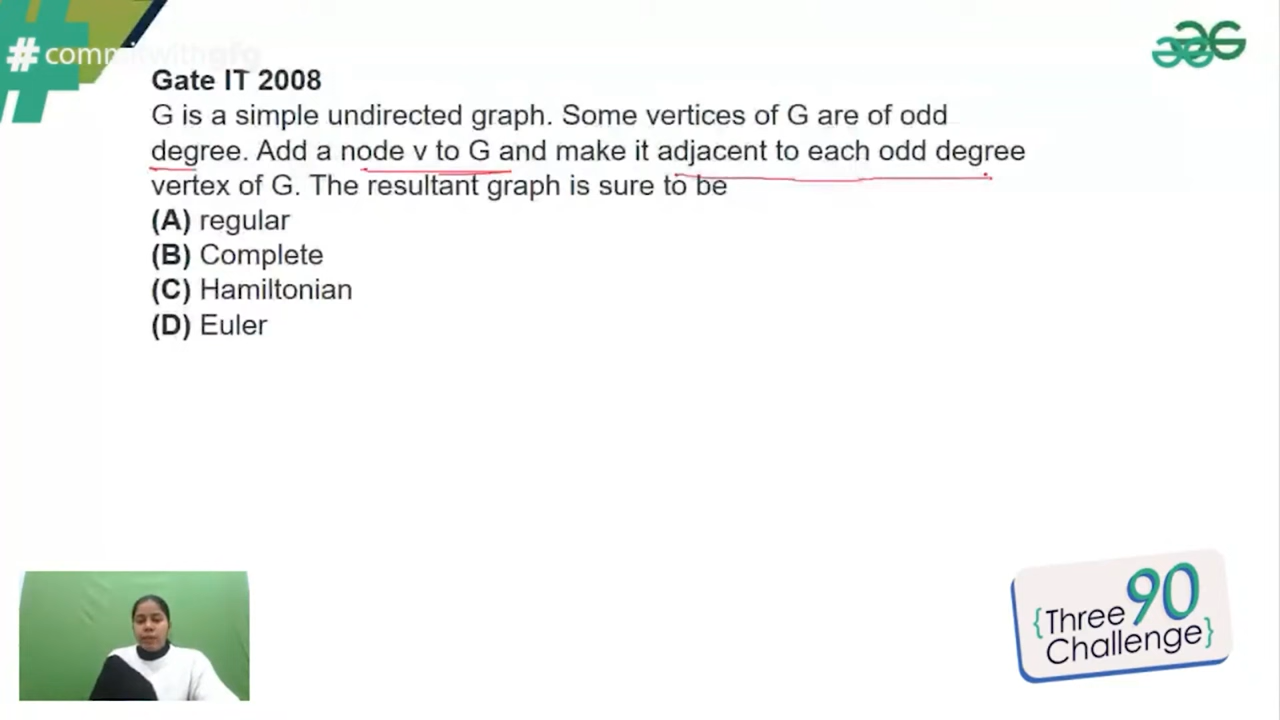 #commitwithgfg
Gate IT 2008
G is a simple undirected graph. Some vertices of G are of odd
degree. Add a node v to G and make it adjacent to each odd degree
vertex of G. The resultant graph is sure to be
(A) regular
(B) Complete
(C) Hamiltonian
(D) Euler
{Three 90
Challenge}